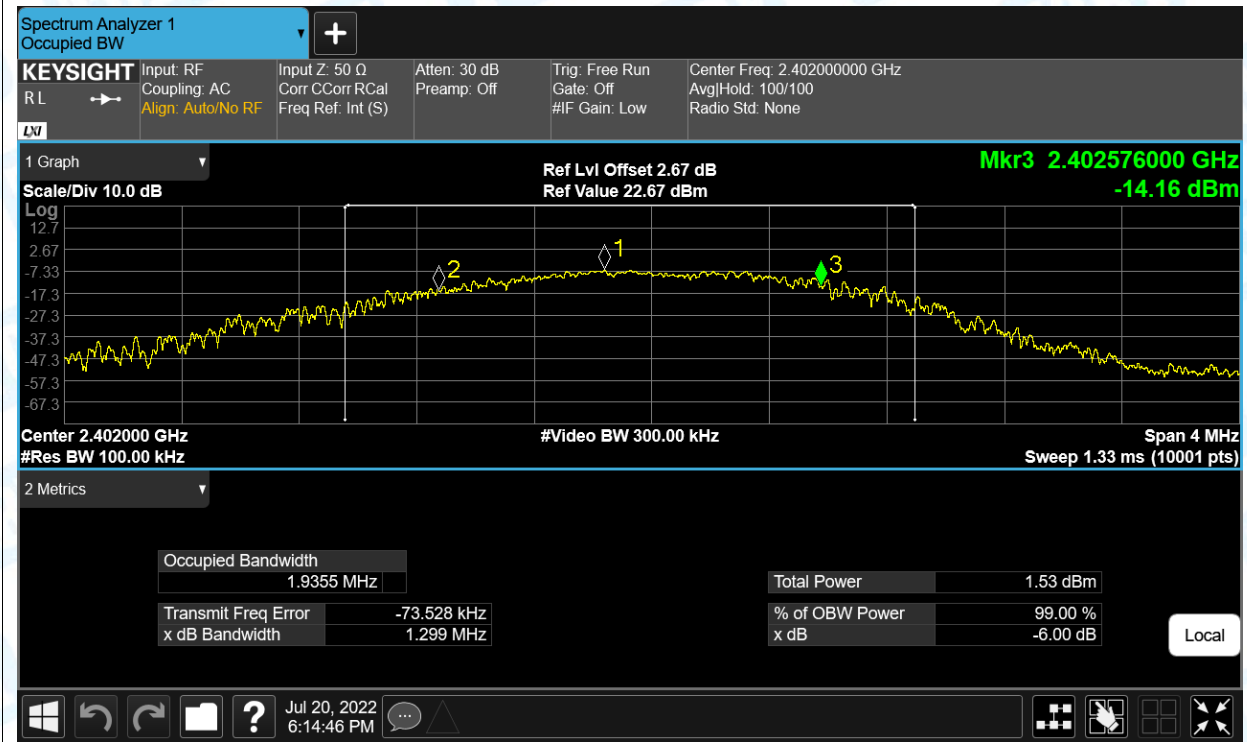 Spectrum Analyzer 1
Occupied BW
KEYSIGHT
R L
LXI
Input: RF
Coupling: AC
Align: Auto/No RF
Input Z: 50 Ω
Corr CCorr RCal
Freq Ref: Int (S)
Atten: 30 dB
Preamp: Off
Trig: Free Run
Gate: Off
#IF Gain: Low
Center Freq: 2.402000000 GHz
Avg|Hold: 100/100
Radio Std: None
1 Graph
Scale/Div 10.0 dB
Ref Lvl Offset 2.67 dB
Ref Value 22.67 dBm
Mkr3 2.402576000 GHz
-14.16 dBm
Log
12.7
2.67
-7.33
-17.3
-27.3
-37.3
-47.3
-57.3
-67.3
2
1
3
Center 2.402000 GHz
#Res BW 100.00 kHz
#Video BW 300.00 kHz
Span 4 MHz
Sweep 1.33 ms (10001 pts)
2 Metrics
Occupied Bandwidth
1.9355 MHz
Transmit Freq Error -73.528 kHz
x dB Bandwidth 1.299 MHz
Total Power 1.53 dBm
% of OBW Power 99.00 %
x dB -6.00 dB
Local
?
Jul 20, 2022
6:14:46 PM